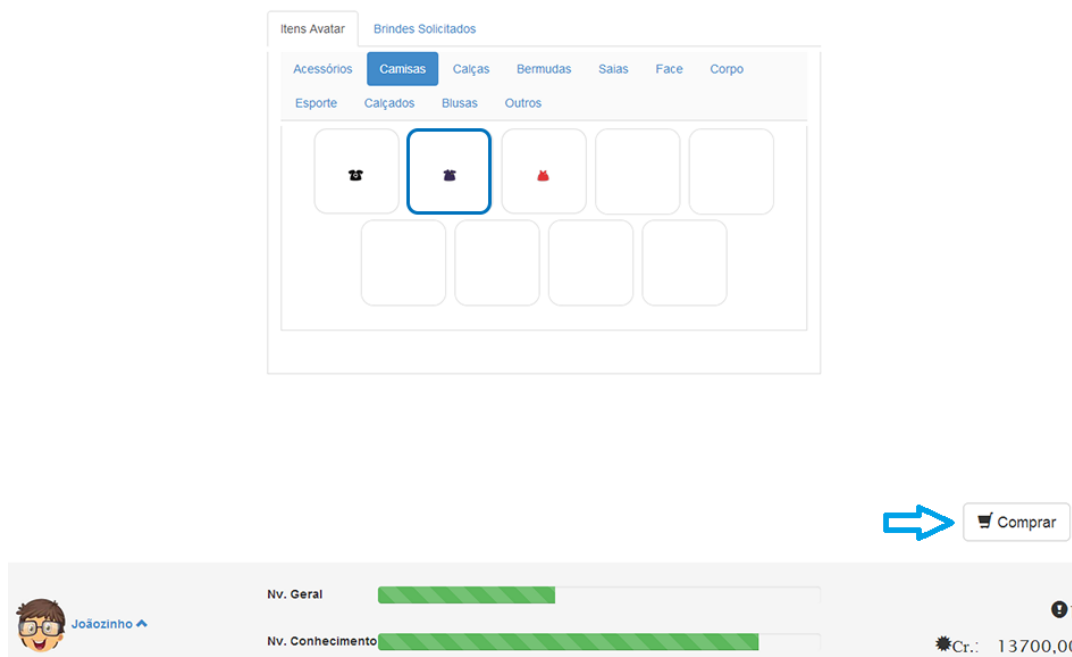 Itens Avatar Brindes Solicitados
Acessórios Camisas Calças Bermudas Saias Face Corpo
Esporte Calçados Blusas Outros
Comprar
Nv. Geral
Joãozinho
Nv. Conhecimento
Cr.: 13700,00